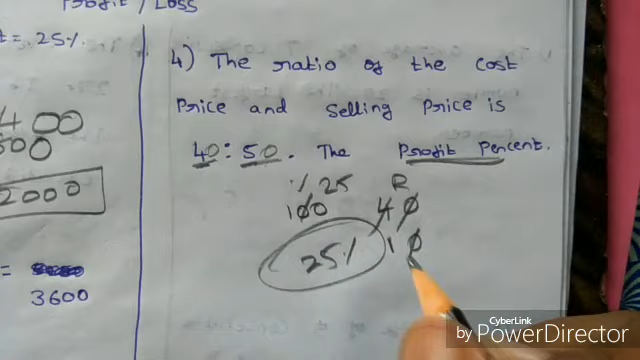 Profit / Loss
= 25%.
400
500
2000
=
3600
4) The ratio of the cost
Price and selling Price is
40:50. The Profit Percent.
% 25 R
100 40
25% 10
CyberLink
by PowerDirector